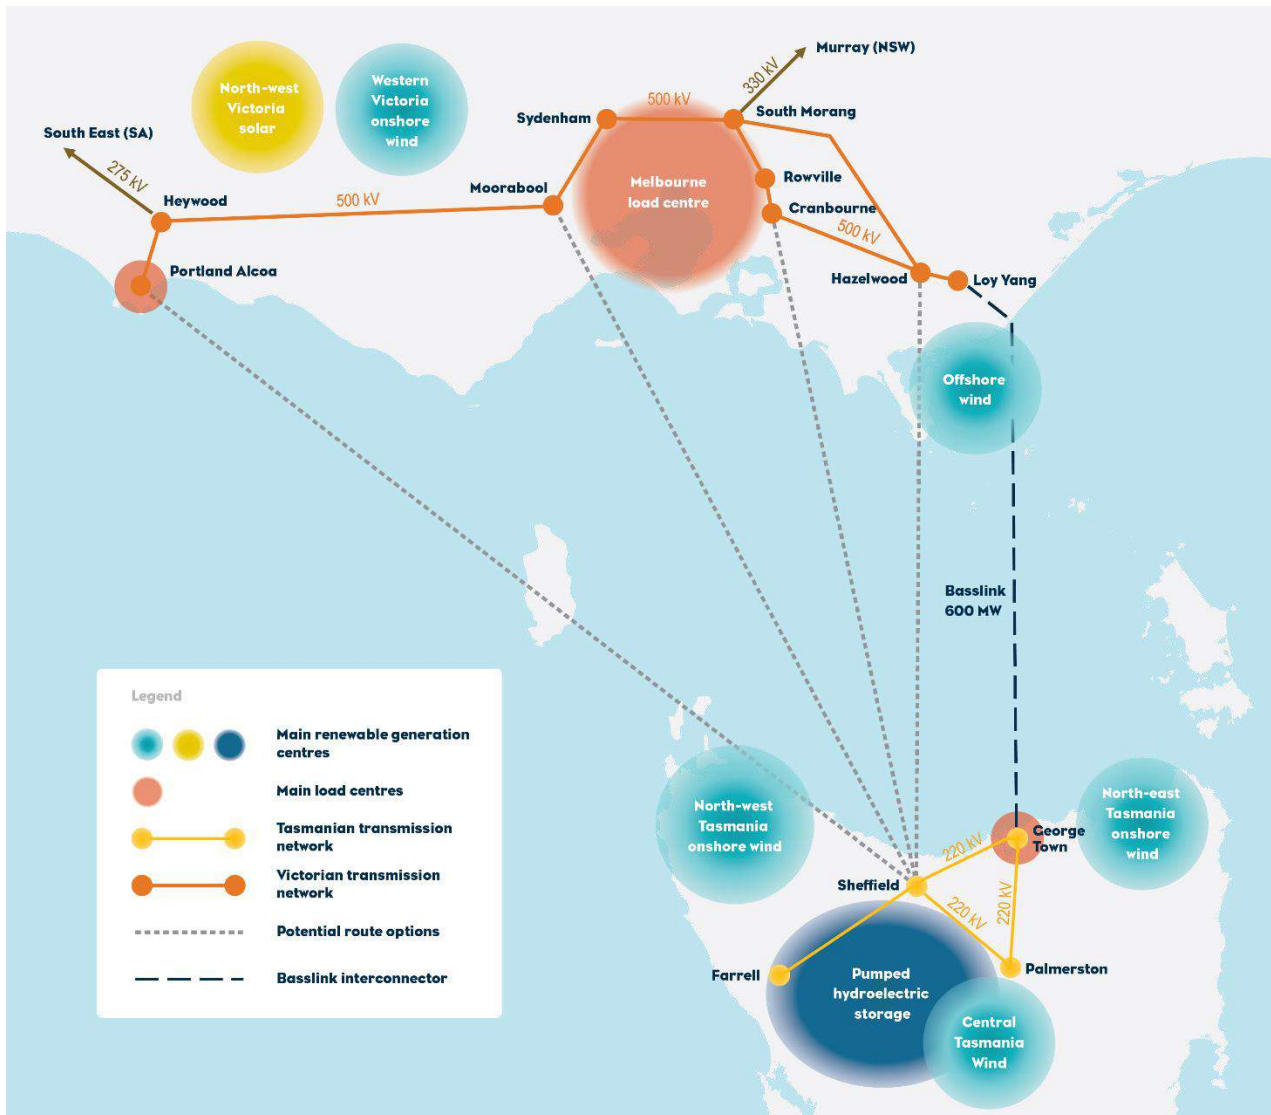 Murray (NSW)
330 kV
North-west
Victoria
solar
Western
Victoria
onshore
wind
500 kV
South Morang
Sydenham
South East (SA)
275 kV
Heywood
500 kV
Moorabool
Melbourne
load centre
Rowville
Cranbourne
500 kV
Portland Alcoa
Hazelwood
Loy Yang
Offshore
wind
Basslink
600 MW
Legend
Main renewable generation
centres
Main load centres
Tasmanian transmission
network
Victorian transmission
network
Potential route options
Basslink interconnector
North-west
Tasmania
onshore wind
North-east
Tasmania
onshore
wind
George
Town
220 kV
Sheffield
220 kV
220 kV
Farrell
Palmerston
Pumped
hydroelectric
storage
Central
Tasmania
Wind